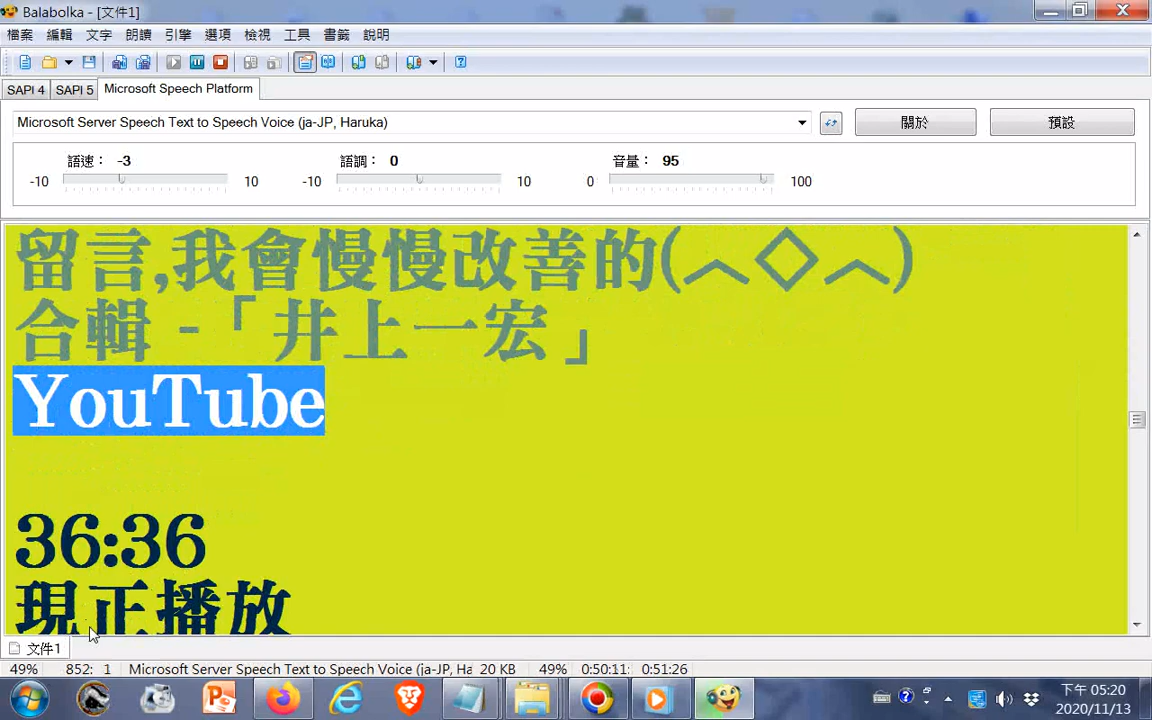 Balabolka - [文件1]
檔案 編輯 文字 朗讀 引擎 選項 檢視 工具 書籤 說明
SAPI 4 SAPI 5 Microsoft Speech Platform
Microsoft Server Speech Text to Speech Voice (ja-JP, Haruka) 關於 預設
語速： -3 語調： 0 音量： 95
-10 10 -10 10 0 100
留言,我會慢慢改善的(︿◇︿)
合輯 -「井上一宏」
YouTube
36:36
現正播放
文件1
49% 852: 1 Microsoft Server Speech Text to Speech Voice (ja-JP, Ha 20 KB 49% 0:50:11: 0:51:26
下午 05:20
2020/11/13